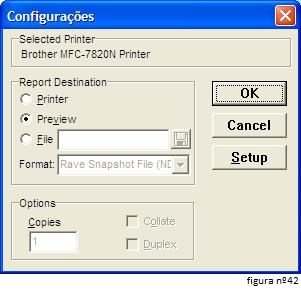 Configurações
Selected Printer
Brother MFC-7820N Printer
Report Destination
Printer
Preview
File
Format: Rave Snapshot File (ND
OK
Cancel
Setup
Options
Copies
1
Collate
Duplex
figura nº42